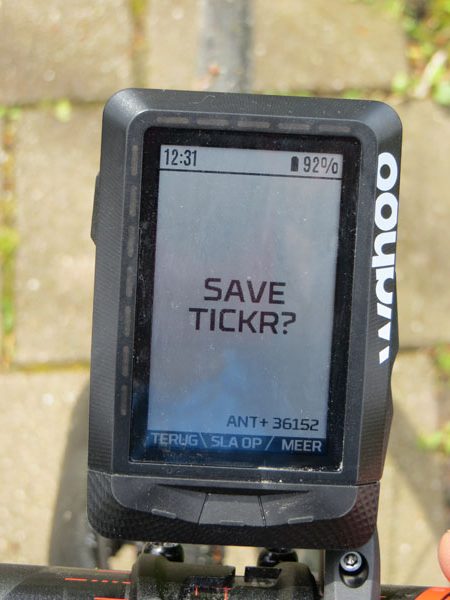 12:31 92%
wahoo
SAVE
TICKR?
ANT+ 36152
TERUG \ SLA OP / MEER